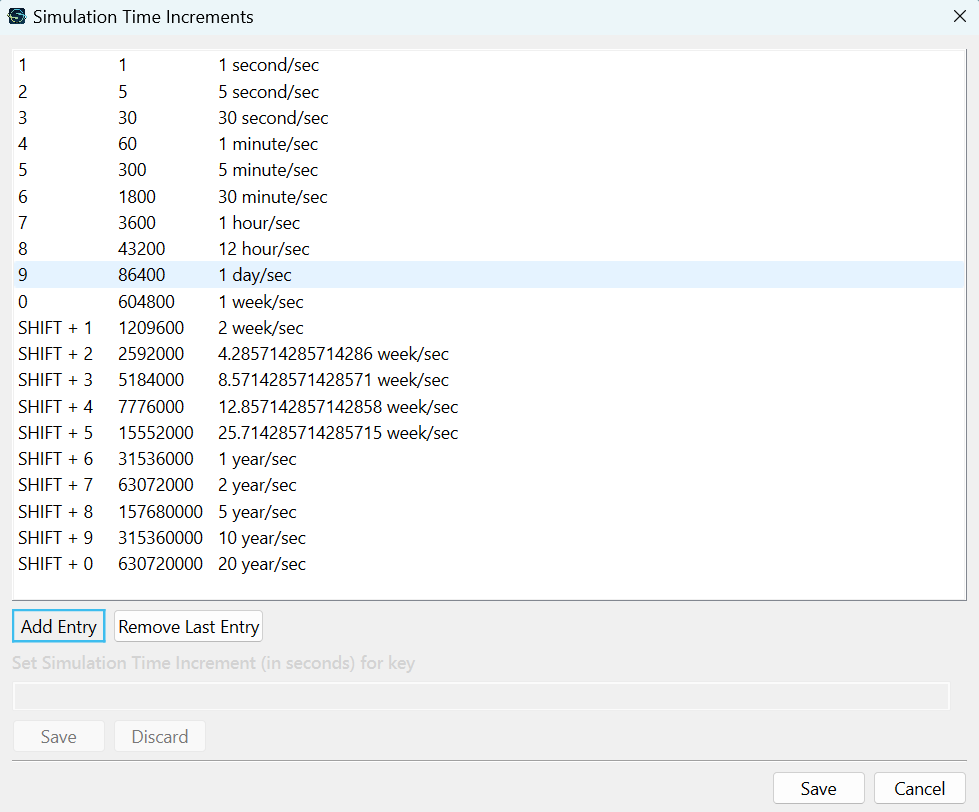 Simulation Time Increments
1 1 1 second/sec
2 5 5 second/sec
3 30 30 second/sec
4 60 1 minute/sec
5 300 5 minute/sec
6 1800 30 minute/sec
7 3600 1 hour/sec
8 43200 12 hour/sec
9 86400 1 day/sec
0 604800 1 week/sec
SHIFT + 1 1209600 2 week/sec
SHIFT + 2 2592000 4.285714285714286 week/sec
SHIFT + 3 5184000 8.571428571428571 week/sec
SHIFT + 4 7776000 12.857142857142858 week/sec
SHIFT + 5 15552000 25.714285714285715 week/sec
SHIFT + 6 31536000 1 year/sec
SHIFT + 7 63072000 2 year/sec
SHIFT + 8 157680000 5 year/sec
SHIFT + 9 315360000 10 year/sec
SHIFT + 0 630720000 20 year/sec
Add Entry Remove Last Entry
Set Simulation Time Increment (in seconds) for key
Save Discard
Save Cancel